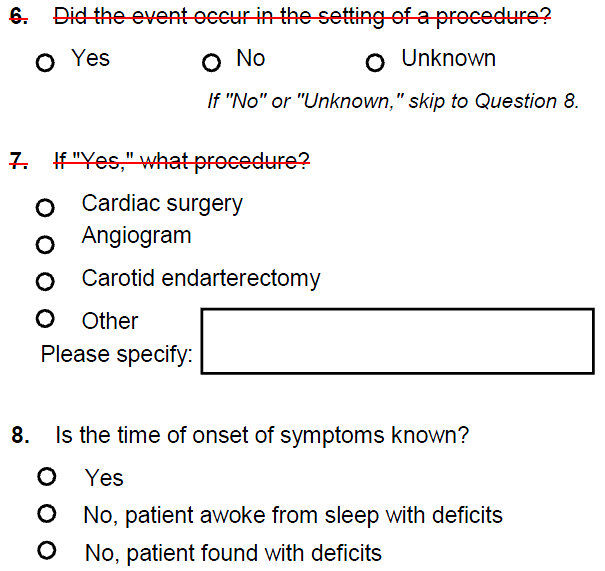 6. Did the event occur in the setting of a procedure?
Yes No Unknown
If "No" or "Unknown," skip to Question 8.
7. If "Yes," what procedure?
Cardiac surgery
Angiogram
Carotid endarterectomy
Other
Please specify:
8. Is the time of onset of symptoms known?
Yes
No, patient awoke from sleep with deficits
No, patient found with deficits